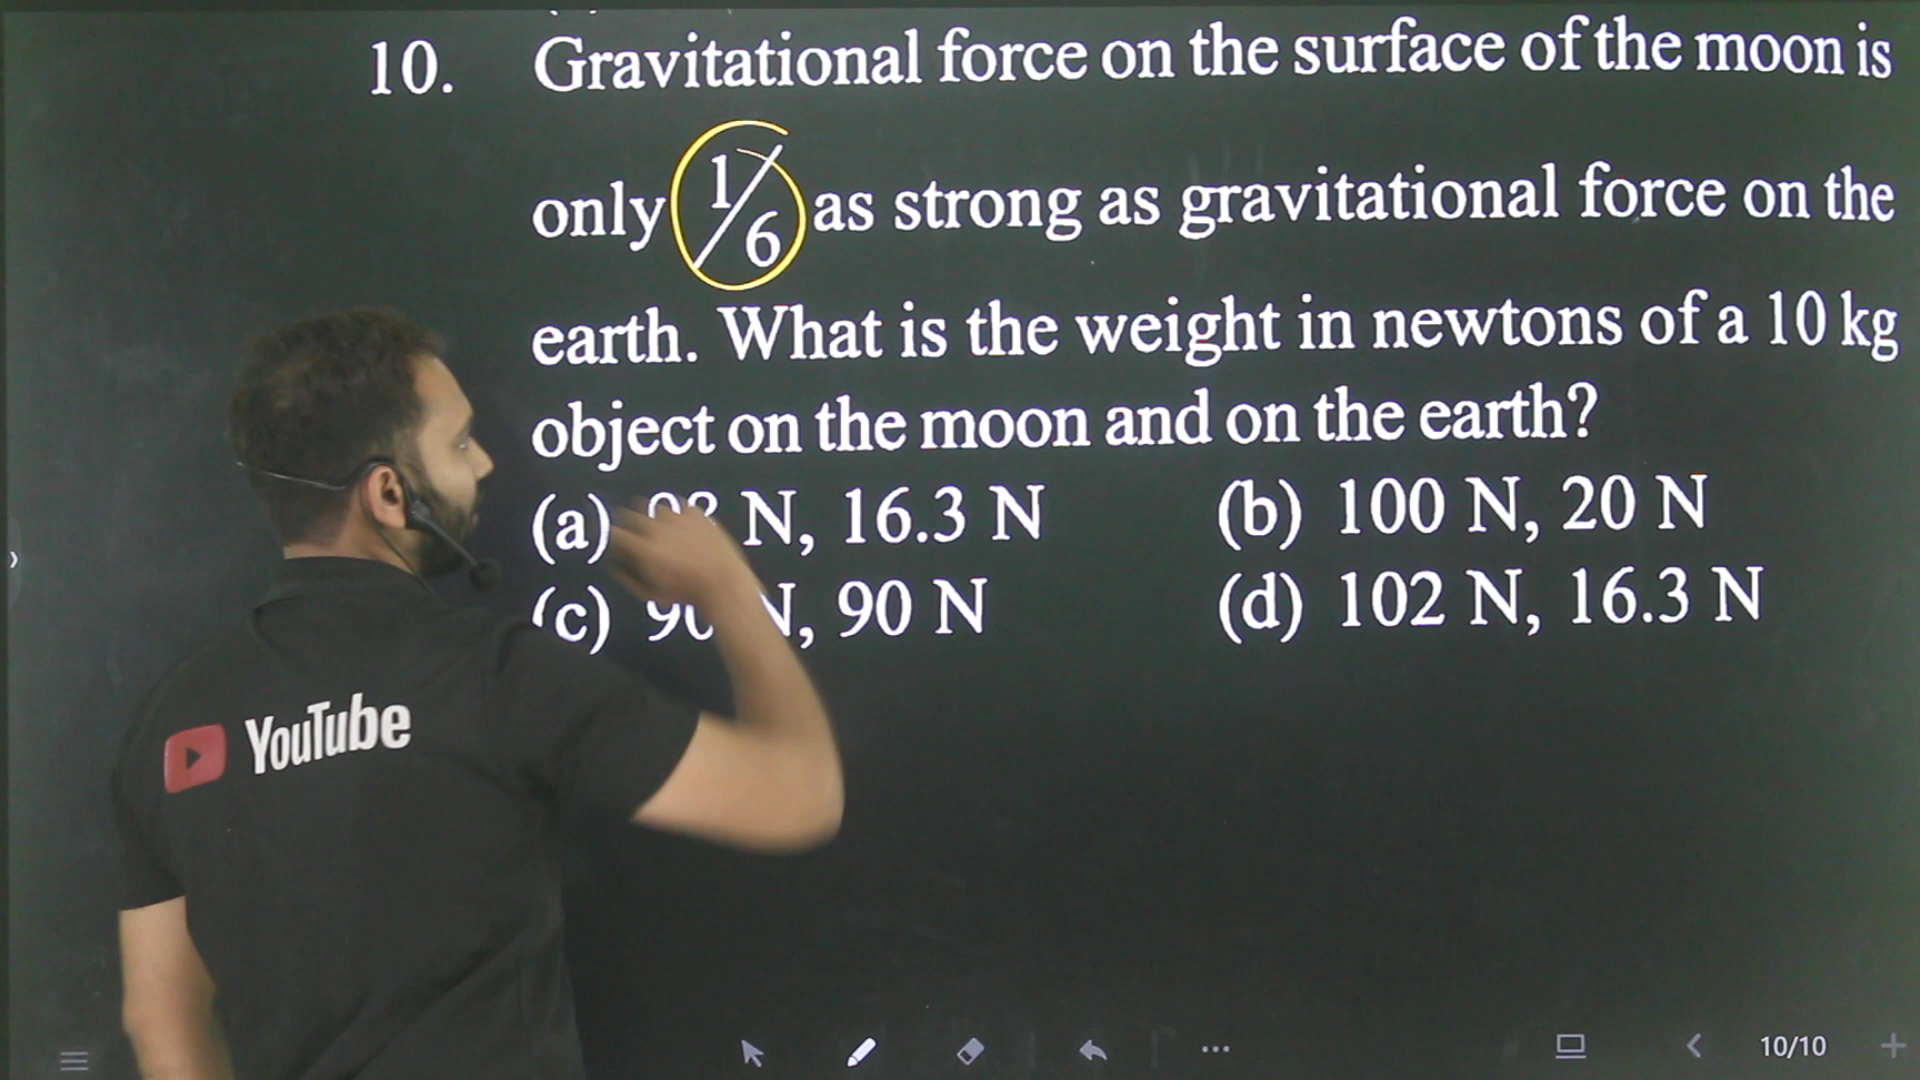 10. Gravitational force on the surface of the moon is
only 1/6 as strong as gravitational force on the
earth. What is the weight in newtons of a 10 kg
object on the moon and on the earth?
(a) N, 16.3 N (b) 100 N, 20 N
(c) N, 90 N (d) 102 N, 16.3 N
YouTube
10/10